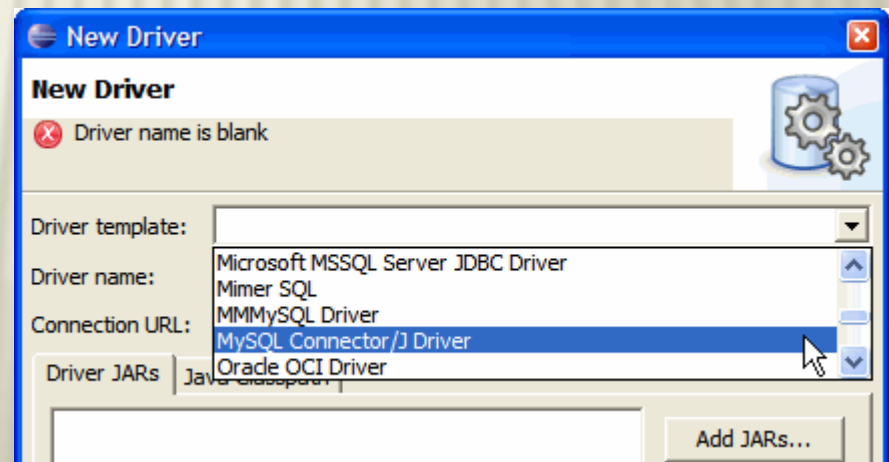 New Driver
New Driver
Driver name is blank
Driver template:
Driver name:
Connection URL:
Microsoft MSSQL Server JDBC Driver
Mimer SQL
MMMySQL Driver
MySQL Connector/J Driver
Oracle OCI Driver
Driver JARs
Add JARs...